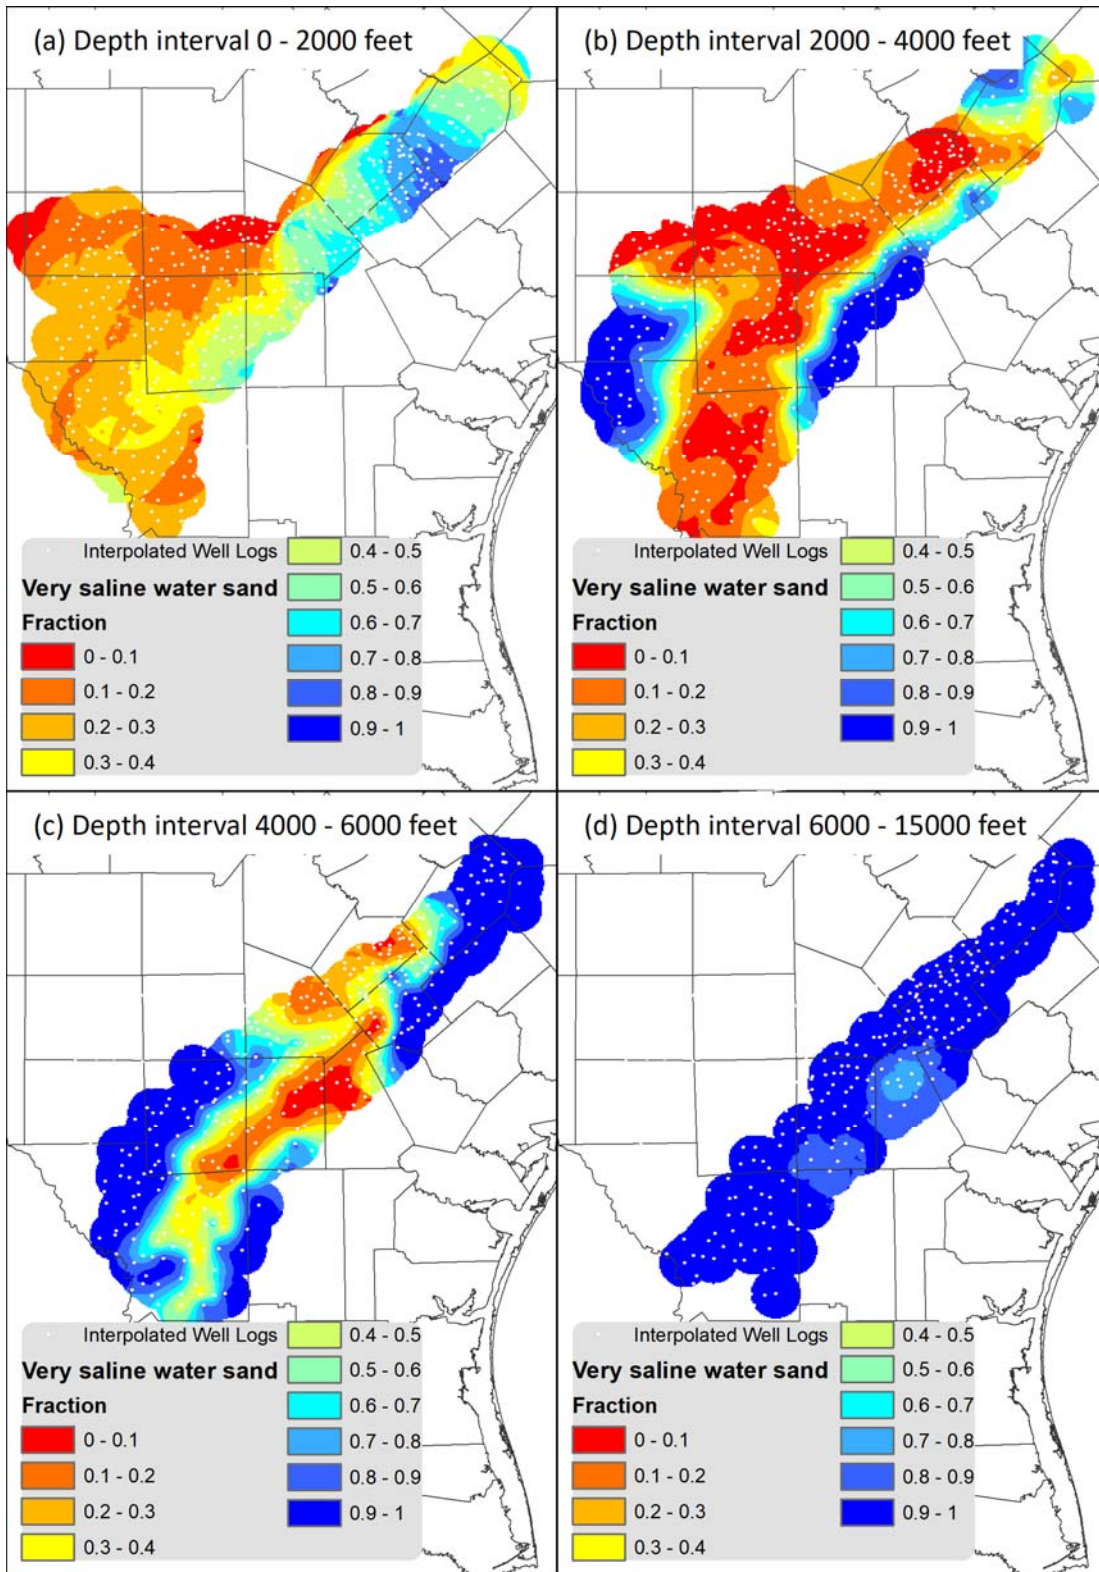 (a) Depth interval 0 - 2000 feet
Interpolated Well Logs
Very saline water sand
Fraction
0 - 0.1
0.1 - 0.2
0.2 - 0.3
0.3 - 0.4
0.4 - 0.5
0.5 - 0.6
0.6 - 0.7
0.7 - 0.8
0.8 - 0.9
0.9 - 1
(b) Depth interval 2000 - 4000 feet
Interpolated Well Logs
Very saline water sand
Fraction
0 - 0.1
0.1 - 0.2
0.2 - 0.3
0.3 - 0.4
0.4 - 0.5
0.5 - 0.6
0.6 - 0.7
0.7 - 0.8
0.8 - 0.9
0.9 - 1
(c) Depth interval 4000 - 6000 feet
Interpolated Well Logs
Very saline water sand
Fraction
0 - 0.1
0.1 - 0.2
0.2 - 0.3
0.3 - 0.4
0.4 - 0.5
0.5 - 0.6
0.6 - 0.7
0.7 - 0.8
0.8 - 0.9
0.9 - 1
(d) Depth interval 6000 - 15000 feet
Interpolated Well Logs
Very saline water sand
Fraction
0 - 0.1
0.1 - 0.2
0.2 - 0.3
0.3 - 0.4
0.4 - 0.5
0.5 - 0.6
0.6 - 0.7
0.7 - 0.8
0.8 - 0.9
0.9 - 1